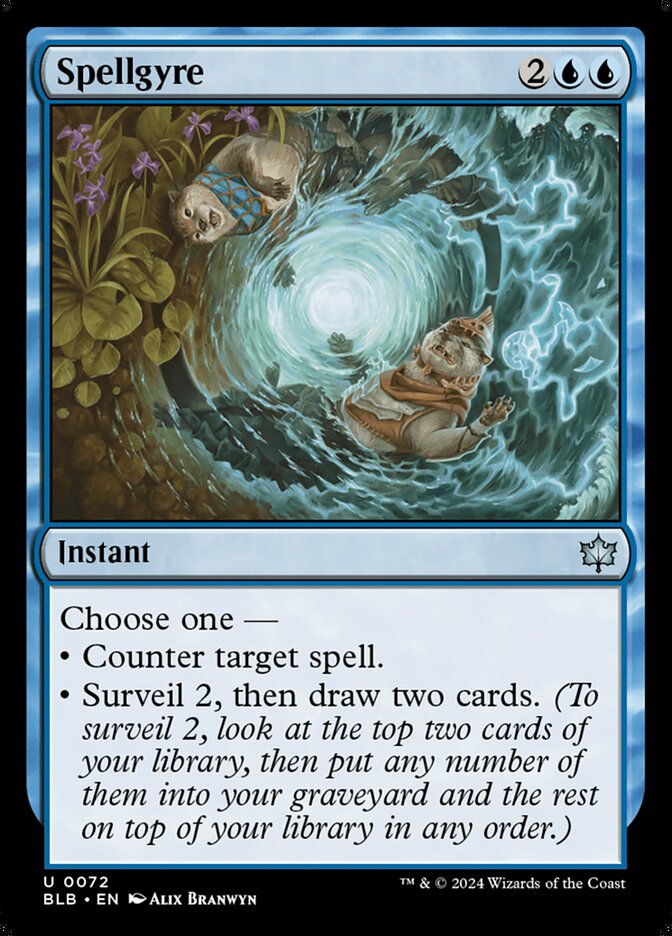 Spellgyre 2
Instant
Choose one —
• Counter target spell.
• Surveil 2, then draw two cards. (To
surveil 2, look at the top two cards of
your library, then put any number of
them into your graveyard and the rest
on top of your library in any order.)
U 0072
™ & © 2024 Wizards of the Coast
BLB • EN Alix Branwyn